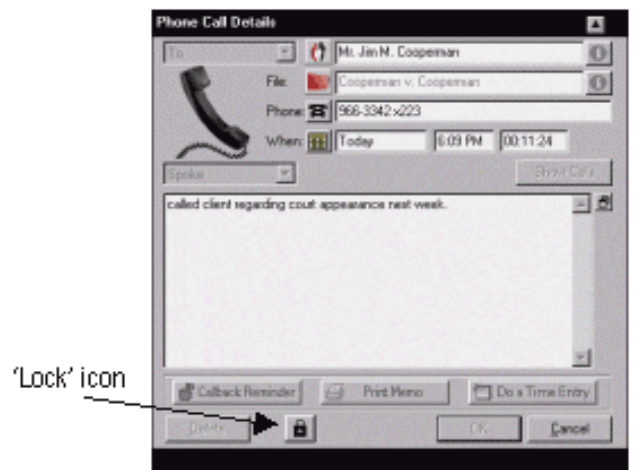 Phone Call Details
To Mr. Jim M. Cooperman
File: Cooperman v. Cooperman
Phone: 966-3342 x223
When: Today 6:09 PM 00:11:24
Spoke Show Calls
called client regarding court appearance next week.
'Lock' icon
Callback Reminder Print Memo Do a Time Entry
Delete OK Cancel